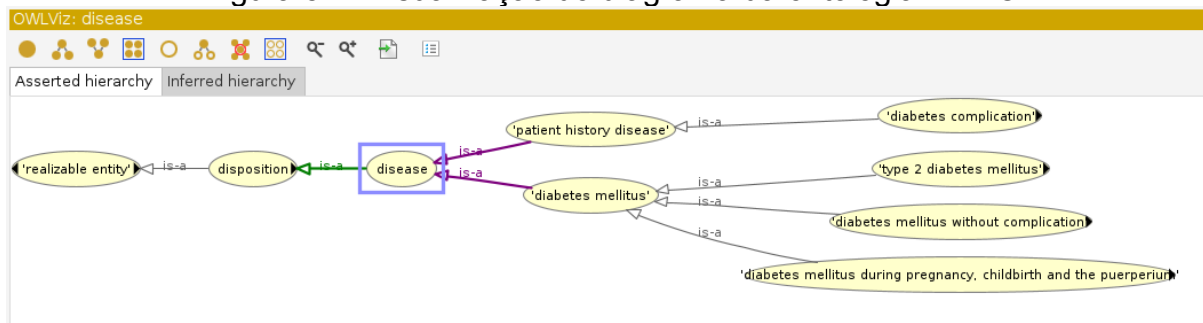 OWLViz: disease
Asserted hierarchy Inferred hierarchy
'patient history disease'
is-a
'diabetes complication'
'realizable entity'
is-a
disposition
is-a
disease
is-a
is-a
'diabetes mellitus'
is-a
'type 2 diabetes mellitus'
is-a
'diabetes mellitus without complication
is-a
'diabetes mellitus during pregnancy, childbirth and the puerperium'